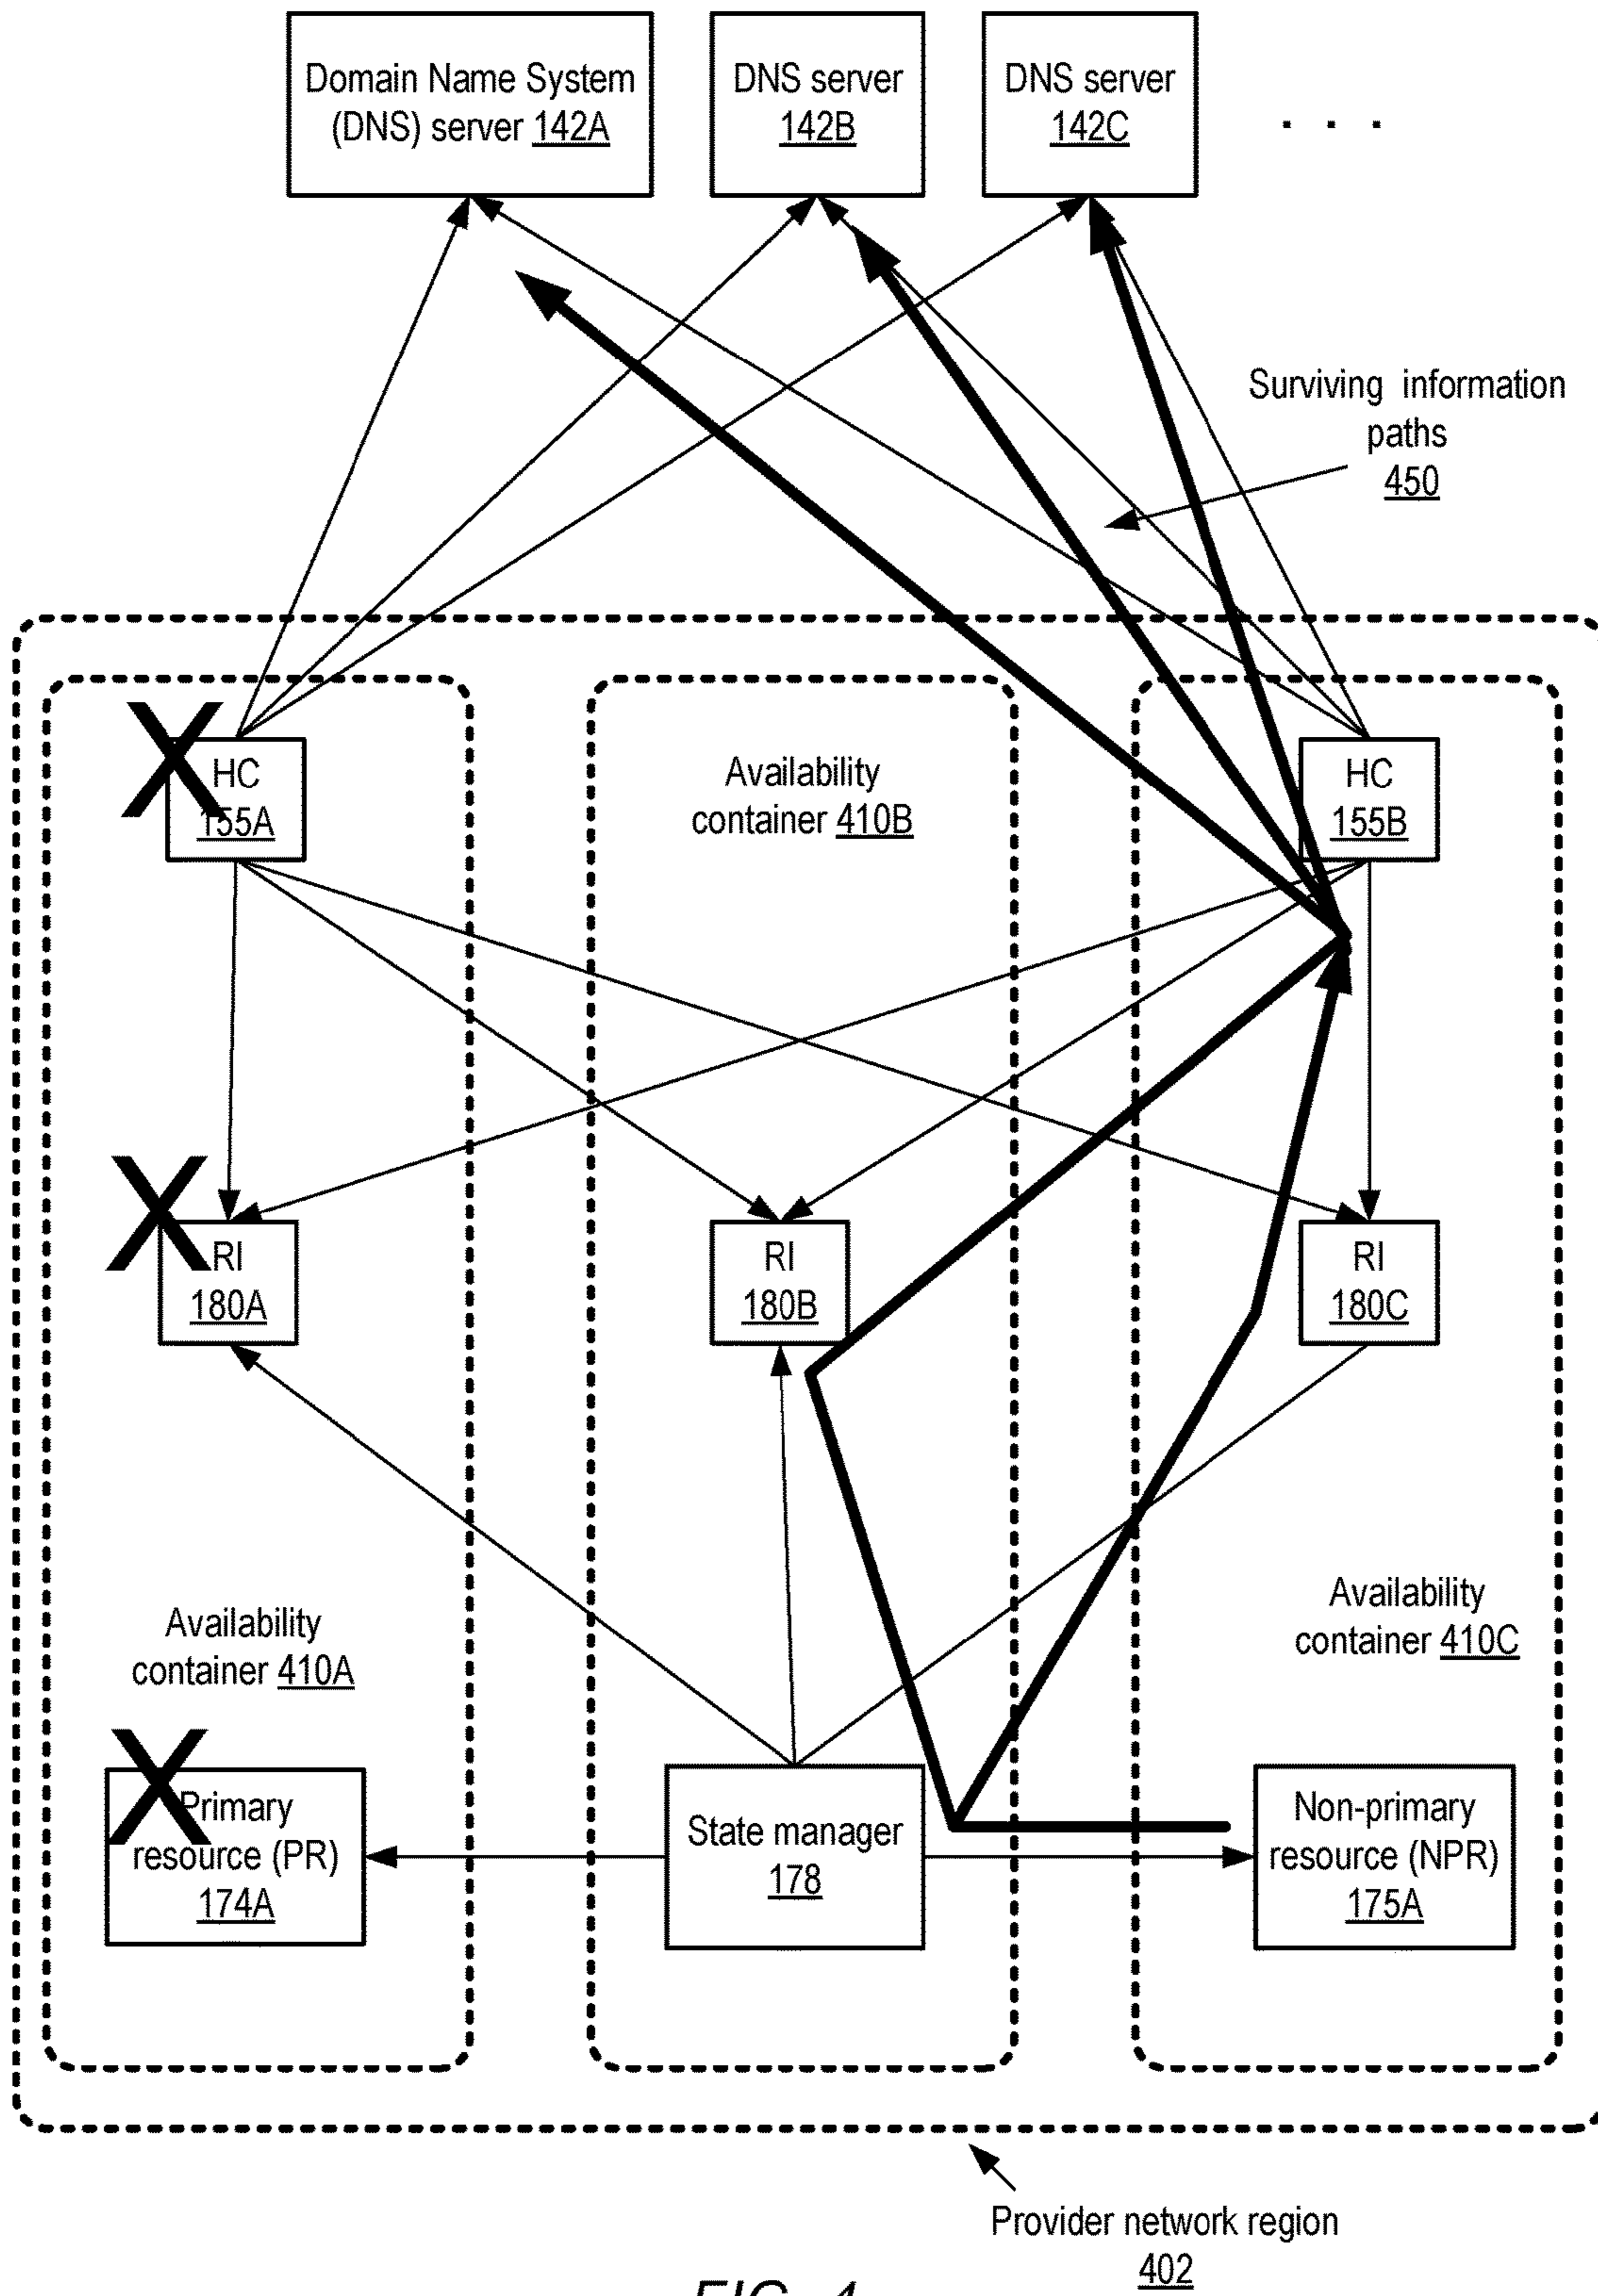 Domain Name System
(DNS) server 142A
DNS server
142B
DNS server
142C
. . .
Surviving information
paths
450
HC
155A
Availability
container 410B
HC
155B
RI
180A
RI
180B
RI
180C
Availability
container 410A
Availability
container 410C
Primary
resource (PR)
174A
State manager
178
Non-primary
resource (NPR)
175A
Provider network region
402
FIG. 4